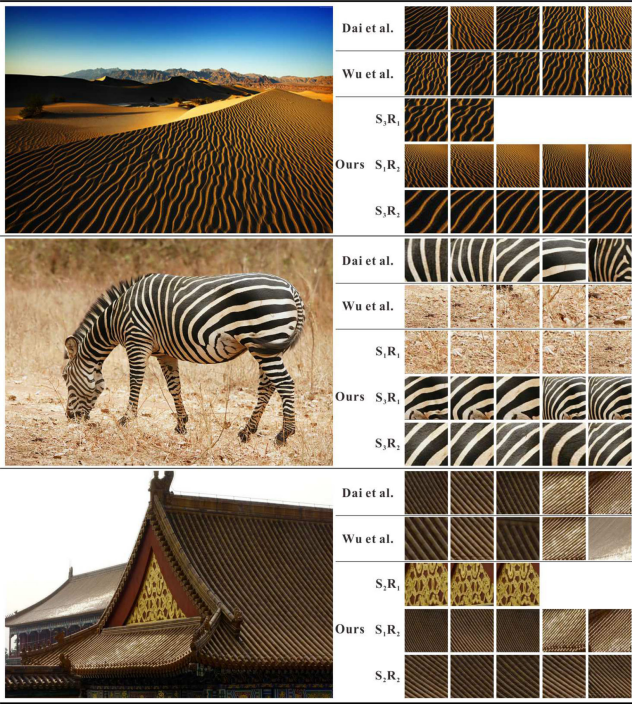 Dai et al.
Wu et al.
S₃R₁
Ours S₁R₂
S₃R₂
Dai et al.
Wu et al.
S₁R₁
Ours S₃R₁
S₃R₂
Dai et al.
Wu et al.
S₂R₁
Ours S₁R₂
S₂R₂